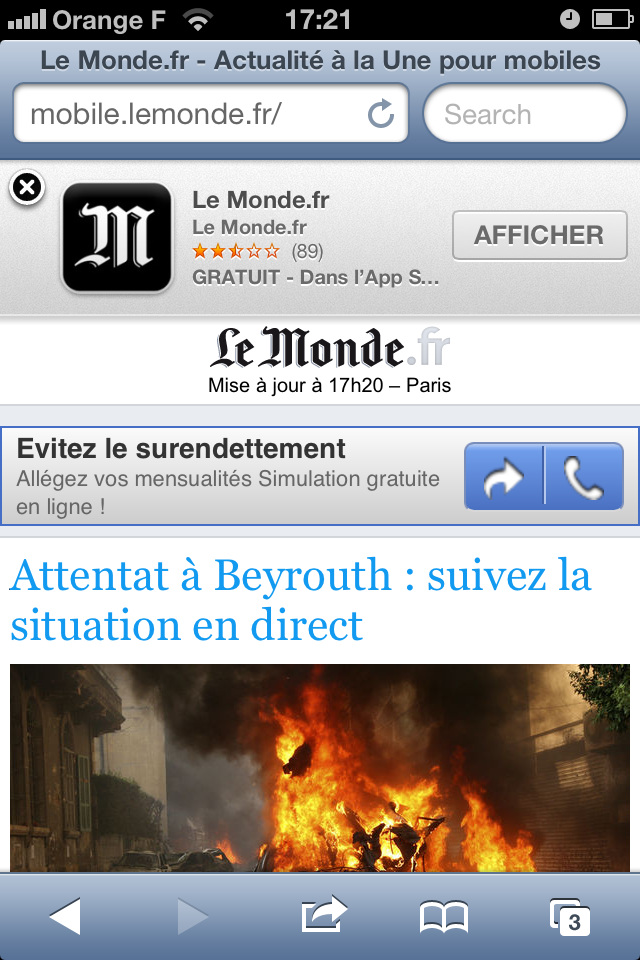 Orange F 17:21
Le Monde.fr - Actualité à la Une pour mobiles
mobile.lemonde.fr/ Search
M
Le Monde.fr
Le Monde.fr
(89)
GRATUIT - Dans l’App S...
AFFICHER
Le Monde.fr
Mise à jour à 17h20 – Paris
Evitez le surendettement
Allégez vos mensualités Simulation gratuite
en ligne !
Attentat à Beyrouth : suivez la
situation en direct
3